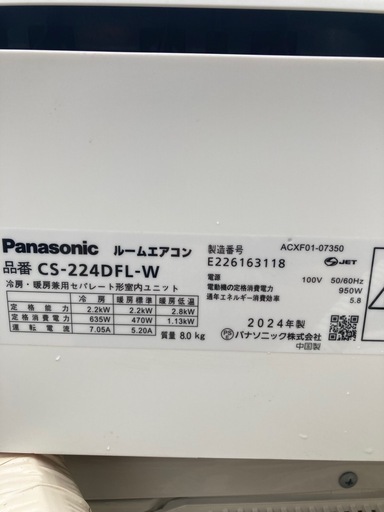 Panasonic ルームエアコン
品番 CS-224DFL-W
冷房・暖房兼用セパレート形室内ユニット
冷房 暖房標準 暖房低温
定格能力 2.2kW 2.2kW 2.8kW
定格消費電力 635W 470W 1.13kW
運転電流 7.05A 5.20A
質量 8.0kg
製造番号 ACXF01-07350
E226163118
JET
電源 100V 50/60Hz
電動機の定格消費電力 950W
通年エネルギー消費効率 5.8
2024年製
パナソニック株式会社
中国製